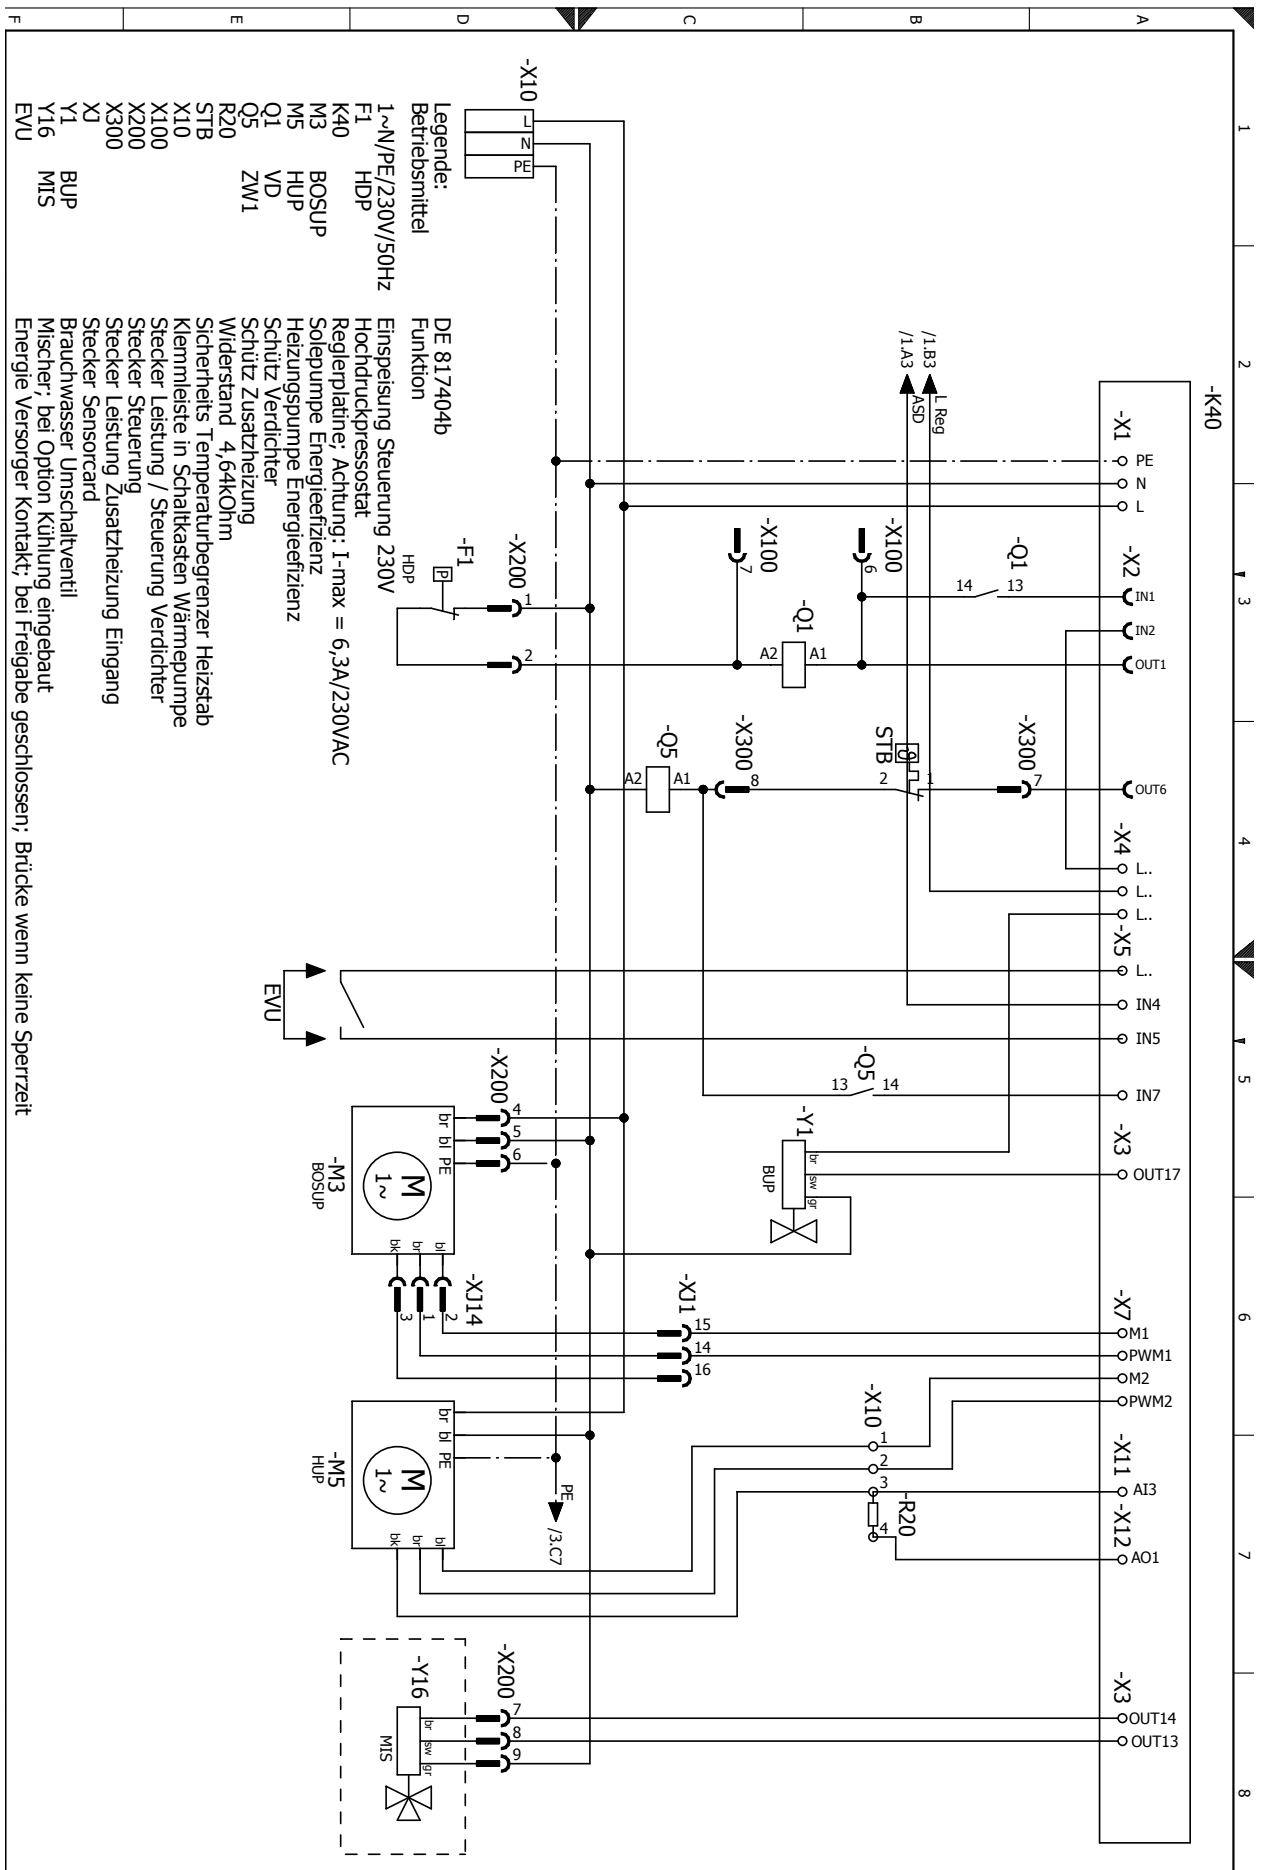 1
2
3
4
5
6
7
8
A
B
C
D
E
F
-K40
-X1
PE
N
L
-X2
IN1
IN2
OUT1
OUT6
-X4
L..
L..
L..
-X5
L..
IN4
IN5
IN7
-X3
OUT17
-X7
M1
PWM1
M2
PWM2
-X11
AI3
-X12
AO1
-X3
OUT14
OUT13
/1.B3
L Reg
/1.A3
ASD
-Q1
14
13
-X100
6
-X100
7
-Q1
A2
A1
-X300
7
STB
ϑ
2
1
-X300
8
-Q5
A2
A1
-Q5
13
14
-Y1
br
sw
gr
BUP
-XJ1
15
14
16
-X10
1
2
3
4
-R20
-X10
L
N
PE
-X200
1
2
-F1
P
HDP
EVU
-X200
4
5
6
br
bl
PE
M
1~
-M3
BOSUP
bk
br
bl
-XJ14
3
1
2
br
bl
PE
M
1~
-M5
HUP
bk
br
bl
PE
/3.C7
-X200
7
8
9
-Y16
br
sw
gr
MIS
Legende:
Betriebsmittel
DE 817404b
Funktion
1~N/PE/230V/50Hz Einspeisung Steuerung 230V
F1 HDP Hochdruckpressostat
K40 Reglerplatine; Achtung: I-max = 6,3A/230VAC
M3 BOSUP Solepumpe Energieefizienz
M5 HUP Heizungspumpe Energieefizienz
Q1 VD Schütz Verdichter
Q5 ZW1 Schütz Zusatzheizung
R20 Widerstand 4,64kOhm
STB Sicherheits Temperaturbegrenzer Heizstab
X10 Klemmleiste in Schaltkasten Wärmepumpe
X100 Stecker Leistung / Steuerung Verdichter
X200 Stecker Steuerung
X300 Stecker Leistung Zusatzheizung Eingang
XJ Stecker Sensorcard
Y1 BUP Brauchwasser Umschaltventil
Y16 MIS Mischer; bei Option Kühlung eingebaut
EVU Energie Versorger Kontakt; bei Freigabe geschlossen; Brücke wenn keine Sperrzeit